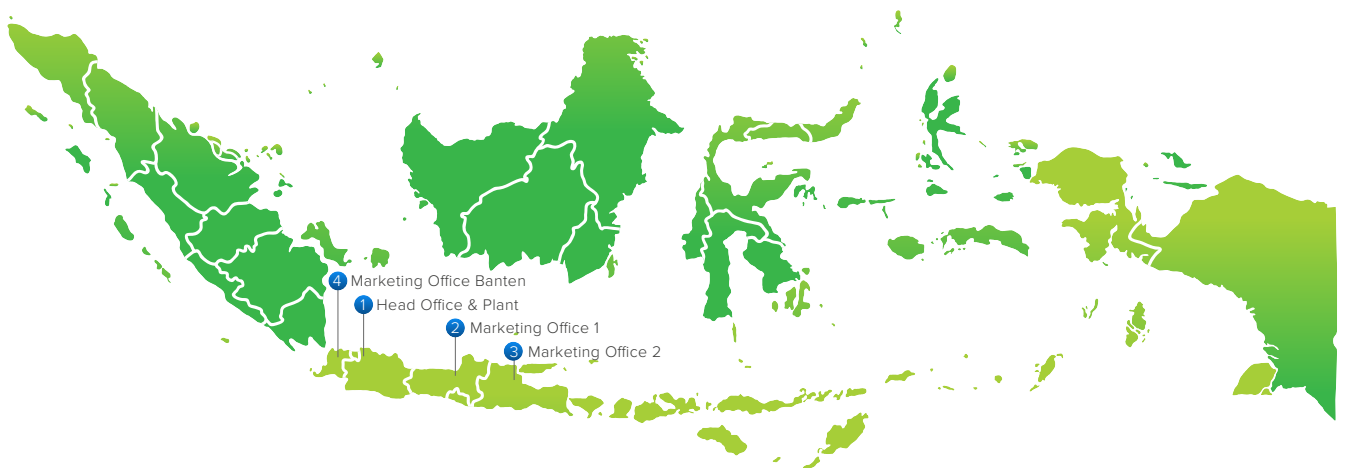 4 Marketing Office Banten
1 Head Office & Plant
2 Marketing Office 1
3 Marketing Office 2